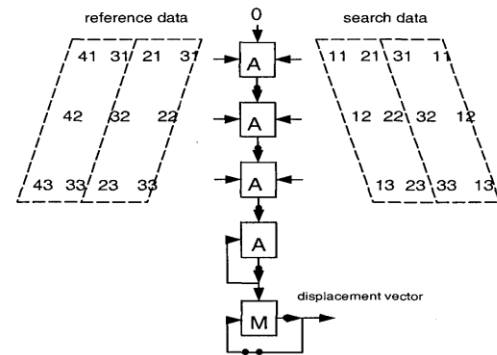 reference data 0 search data
41 31 21 31 A 11 21 31 11
42 32 22 A 12 22 32 12
43 33 23 33 A 13 23 33 13
A
displacement vector
M